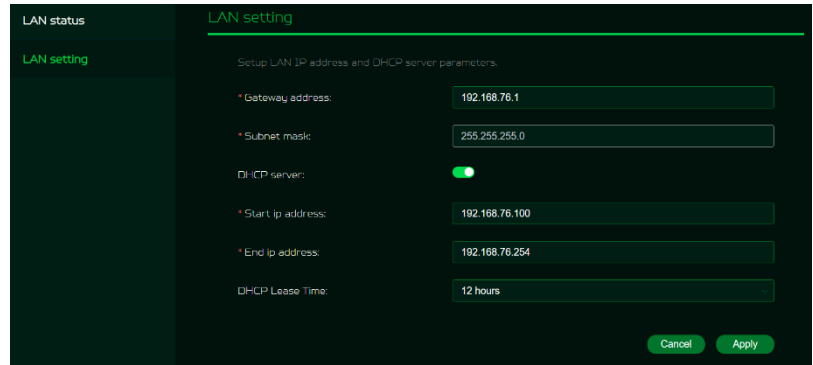 LAN status
LAN setting
LAN setting
Setup LAN IP address and DHCP server parameters.
* Gateway address: 192.168.76.1
* Subnet mask: 255.255.255.0
DHCP server:
* Start ip address: 192.168.76.100
* End ip address: 192.168.76.254
DHCP Lease Time: 12 hours
Cancel Apply